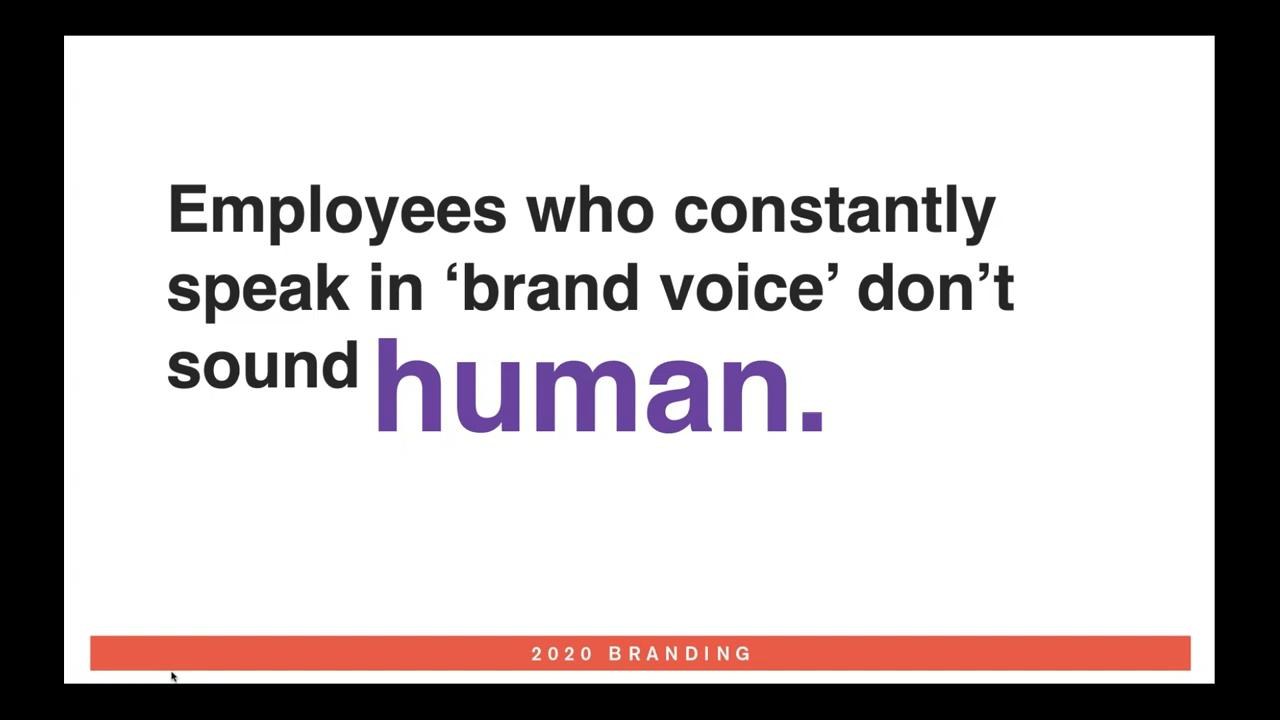 Employees who constantly
speak in ‘brand voice’ don’t
sound human.
2020 BRANDING